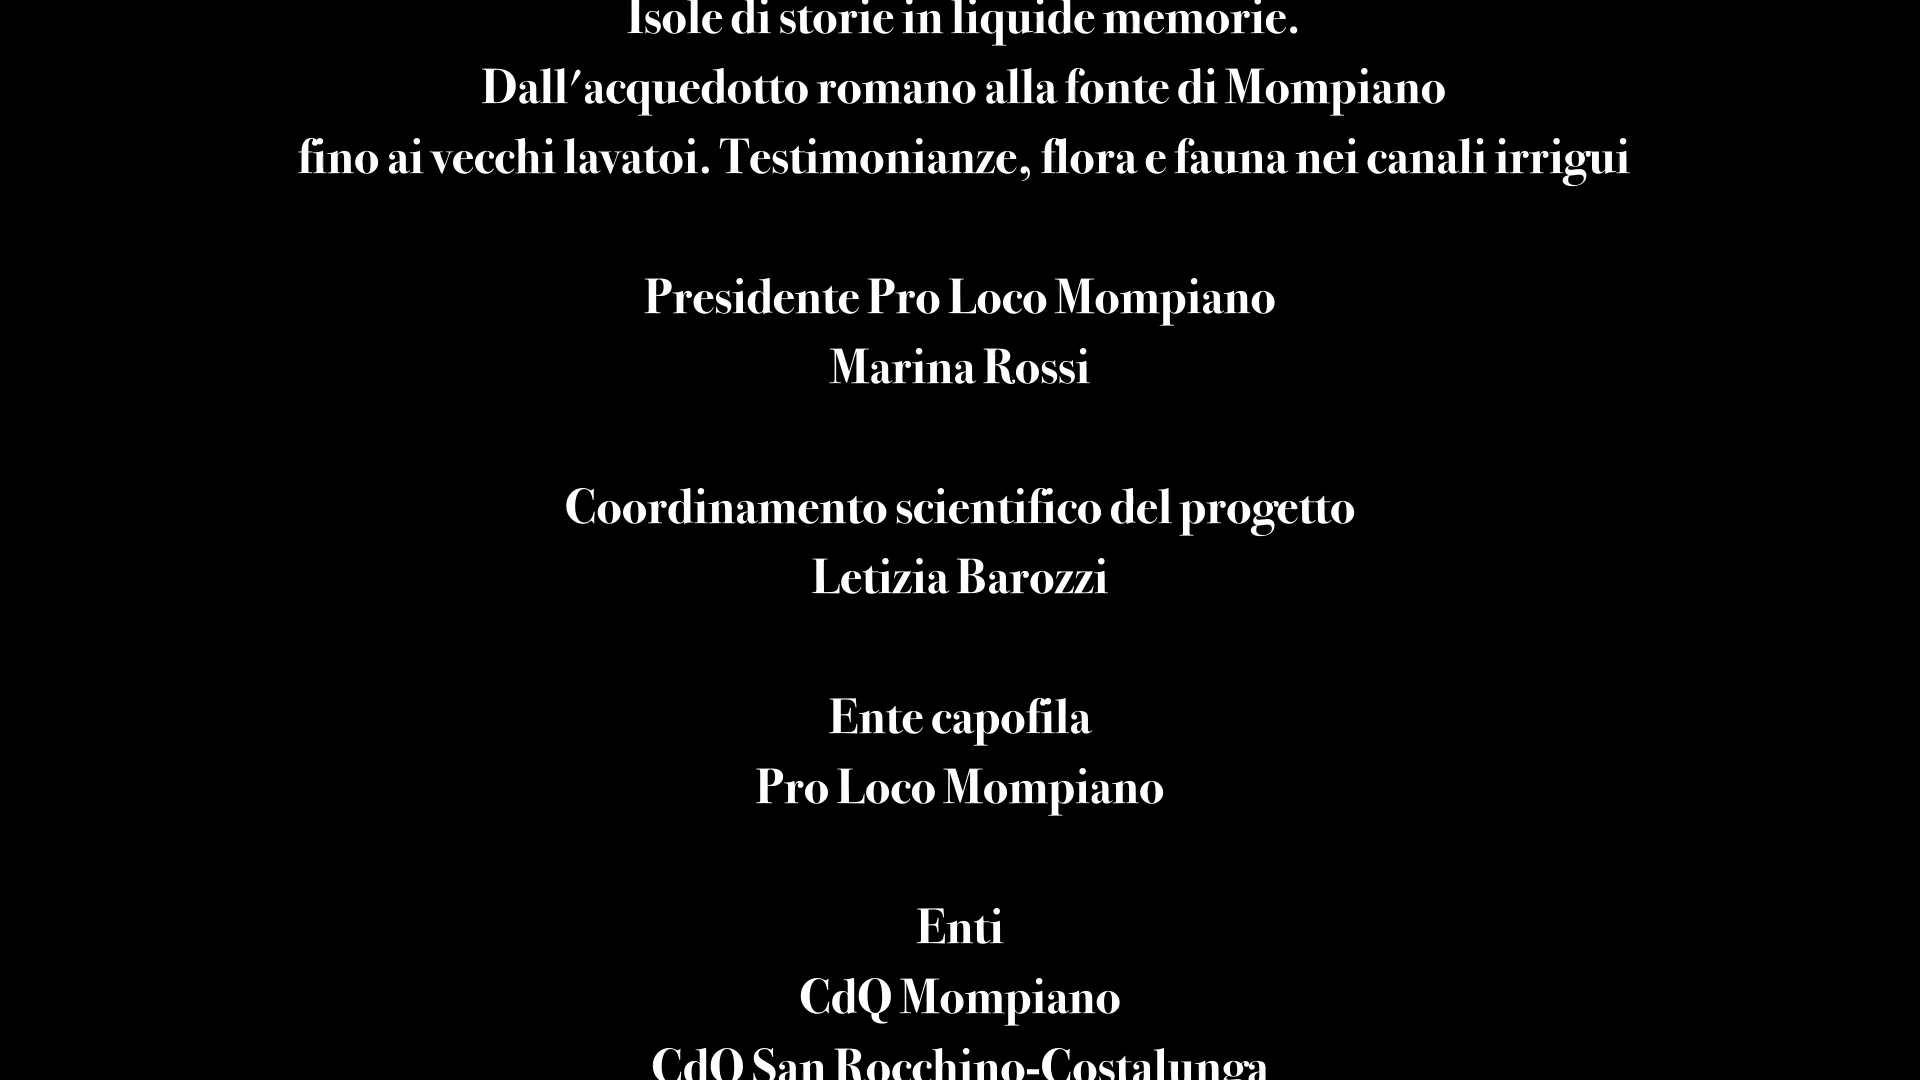 Isole di storie in liquide memorie.
Dall'acquedotto romano alla fonte di Mompiano
fino ai vecchi lavatoi. Testimonianze, flora e fauna nei canali irrigui
Presidente Pro Loco Mompiano
Marina Rossi
Coordinamento scientifico del progetto
Letizia Barozzi
Ente capofila
Pro Loco Mompiano
Enti
CdQ Mompiano
CdQ San Rocchino-Costalunga